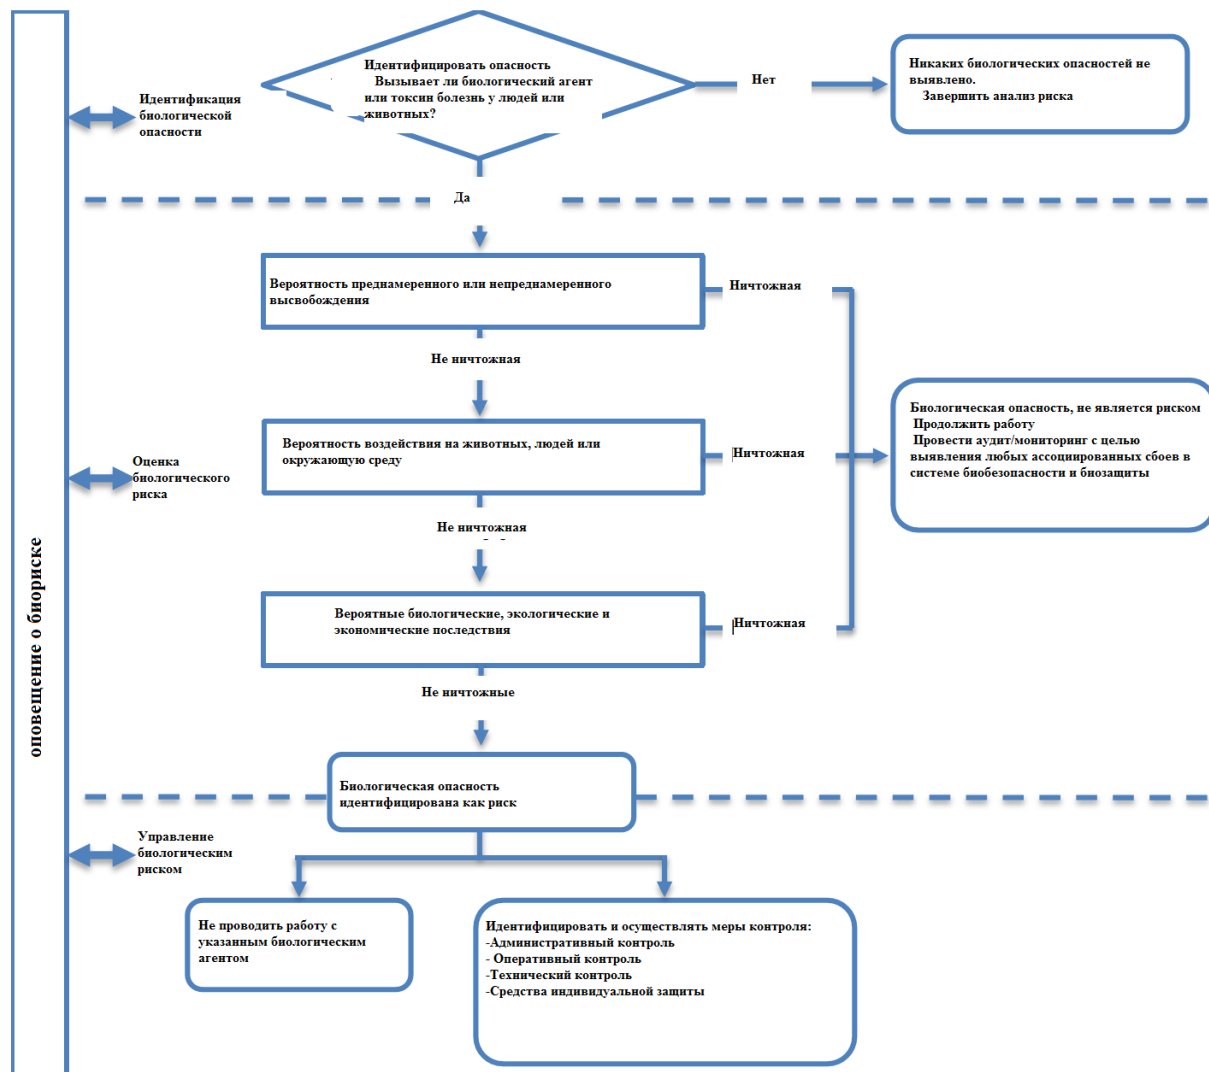 Идентифицировать опасность
Вызывает ли биологический агент
или токсин болезнь у людей или
животных?
Нет
Никаких биологических опасностей не
выявлено.
Завершить анализ риска
Идентификация
биологической
опасности
Да
Вероятность преднамеренного или непреднамеренного
высвобождения
Ничтожная
Не ничтожная
Биологическая опасность, не является риском
Продолжить работу
Провести аудит/мониторинг с целью
выявления любых ассоциированных сбоев в
системе биобезопасности и биозащиты
Вероятность воздействия на животных, людей или
окружающую среду
Ничтожная
Оценка
биологического
риска
Не ничтожная
оповещение о биориске
Вероятные биологические, экологические и
экономические последствия
Ничтожная
Не ничтожные
Биологическая опасность
идентифицирована как риск
Управление
биологическим
риском
Не проводить работу с
указанным биологическим
агентом
Идентифицировать и осуществлять меры контроля:
-Административный контроль
- Оперативный контроль
-Технический контроль
-Средства индивидуальной защиты